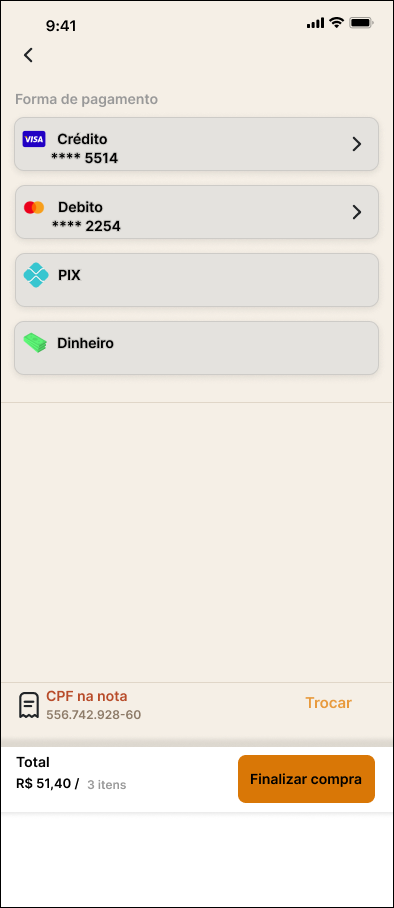 9:41
Forma de pagamento
VISA Crédito
**** 5514
Debito
**** 2254
PIX
Dinheiro
CPF na nota
556.742.928-60
Trocar
Total
R$ 51,40 / 3 itens
Finalizar compra